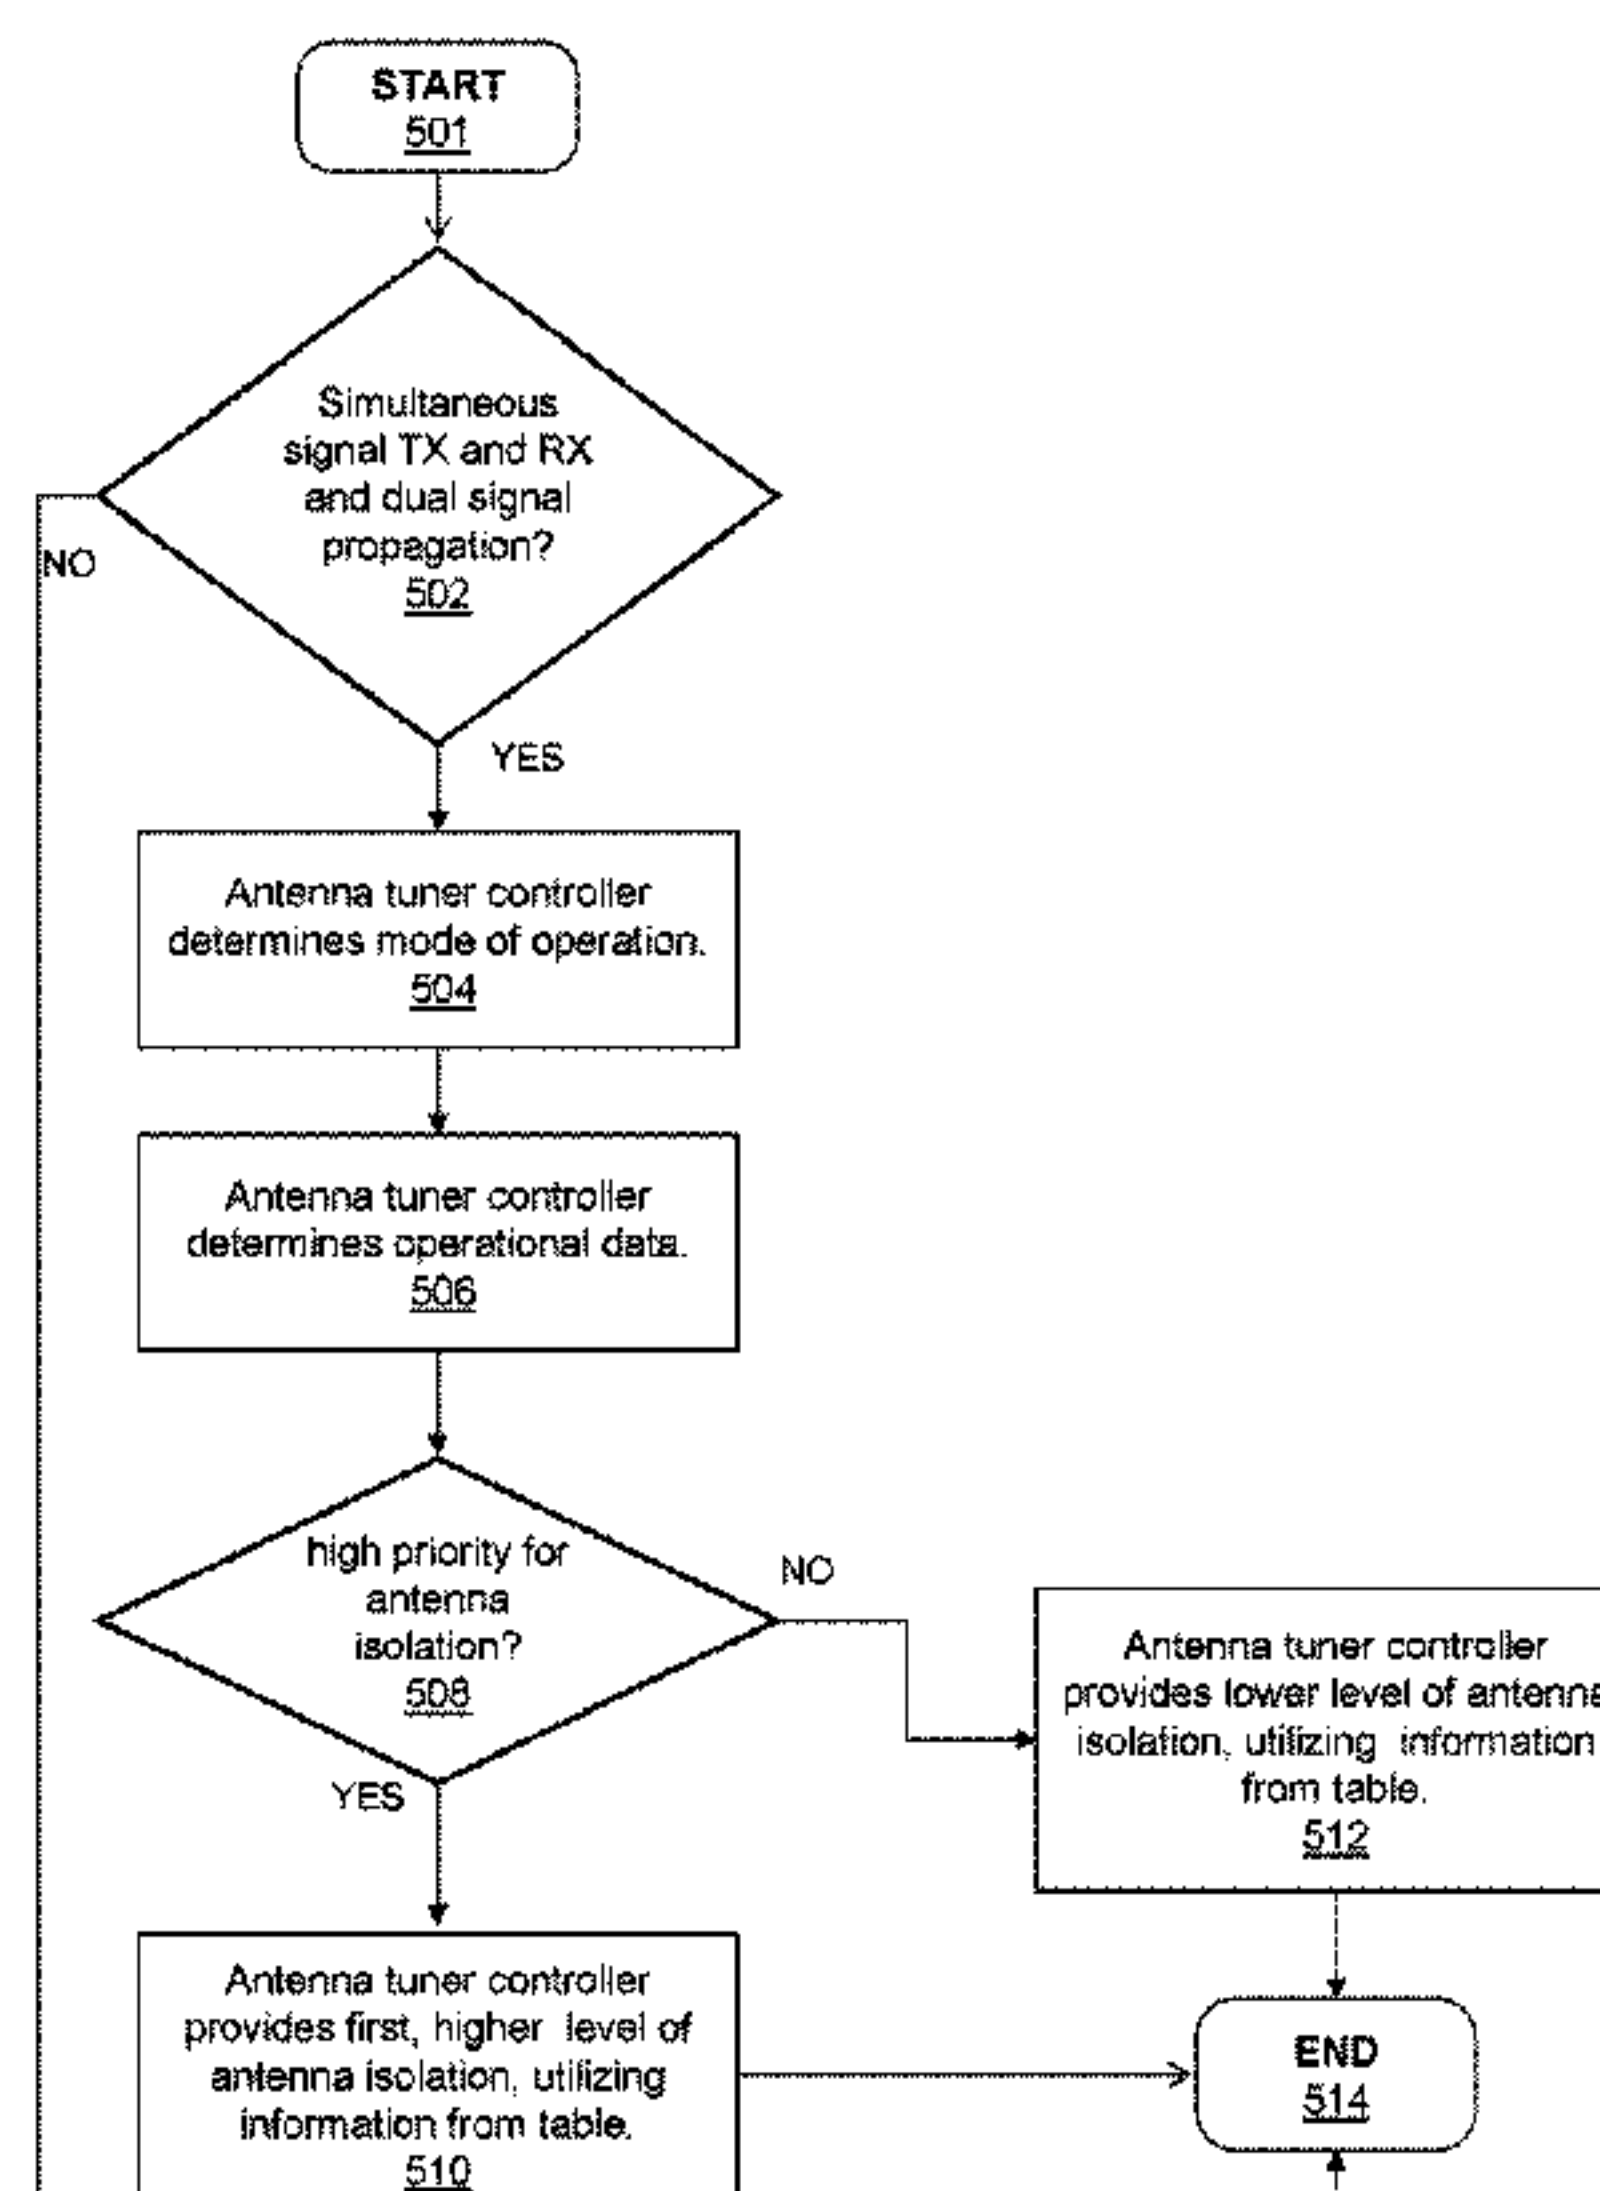 START
501
Simultaneous
signal TX and RX
and dual signal
propagation?
502
NO
YES
Antenna tuner controller
determines mode of operation.
504
Antenna tuner controller
determines operational data.
506
high priority for
antenna
isolation?
508
NO
YES
Antenna tuner controller
provides lower level of antenna
isolation, utilizing information
from table.
512
Antenna tuner controller
provides first, higher level of
antenna isolation, utilizing
information from table.
510
END
514